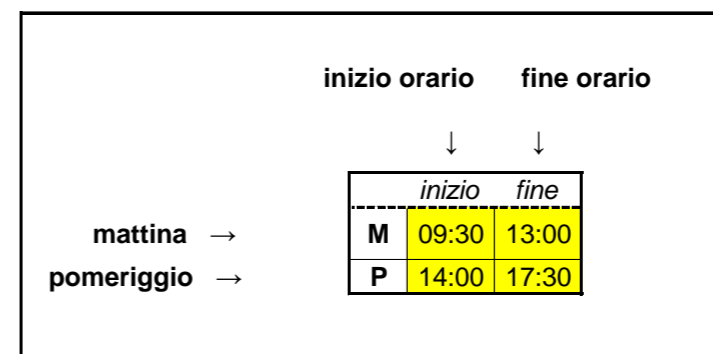 inizio orario fine orario
↓ ↓
inizio fine
mattina → M 09:30 13:00
pomeriggio → P 14:00 17:30